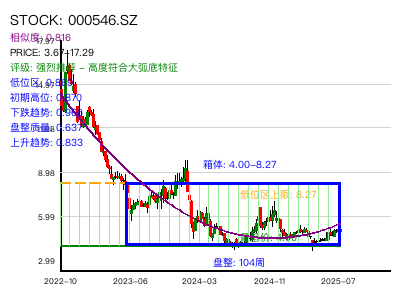 STOCK: 000546.SZ
相似度: 0.816
PRICE: 3.67-17.29
评级: 强烈推荐 - 高度符合大弧底特征
低位区:
初期高位: 0.870
下跌趋势:
盘整质量: 0.637
上升趋势: 0.833
箱体: 4.00-8.27
低位区上限: 8.27
8.98
5.99
2.99
盘整: 104周
2022-10
2023-06
2024-03
2024-11
2025-07